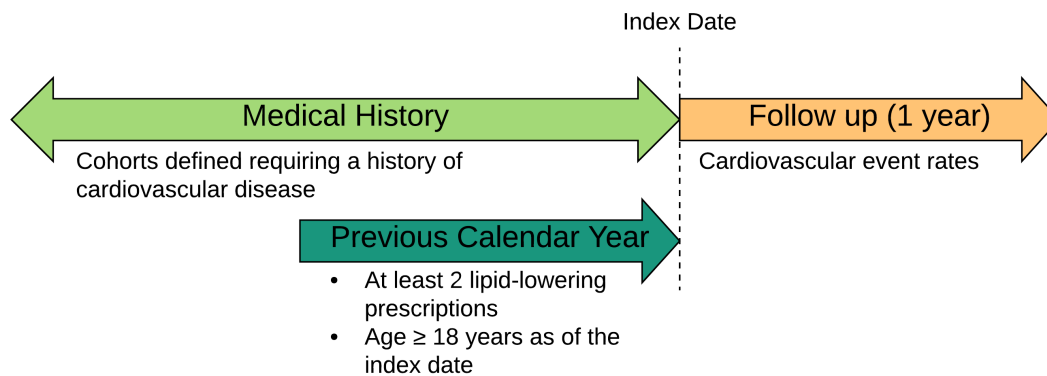 Index Date
Medical History
Follow up (1 year)
Cohorts defined requiring a history of
cardiovascular disease
Cardiovascular event rates
Previous Calendar Year
• At least 2 lipid-lowering
prescriptions
• Age ≥ 18 years as of the
index date